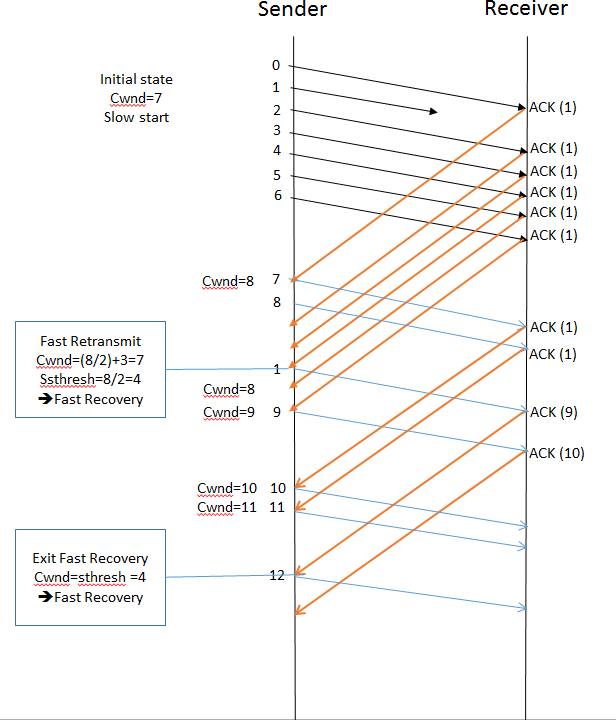 Sender
Receiver
0
Initial state
Cwnd=7
Slow start
1
2
3
4
5
6
ACK (1)
ACK (1)
ACK (1)
ACK (1)
ACK (1)
ACK (1)
Cwnd=8 7
8
ACK (1)
ACK (1)
Fast Retransmit
Cwnd=(8/2)+3=7
Ssthresh=8/2=4
➔Fast Recovery
1
Cwnd=8
Cwnd=9 9
ACK (9)
ACK (10)
Cwnd=10 10
Cwnd=11 11
Exit Fast Recovery
Cwnd=sthresh =4
➔Fast Recovery
12